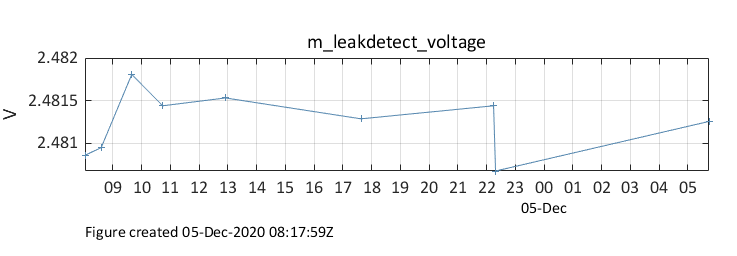 m_leakdetect_voltage
2.482
2.4815
2.481
V
09 10 11 12 13 14 15 16 17 18 19 20 21 22 23 00 01 02 03 04 05
05-Dec
Figure created 05-Dec-2020 08:17:59Z